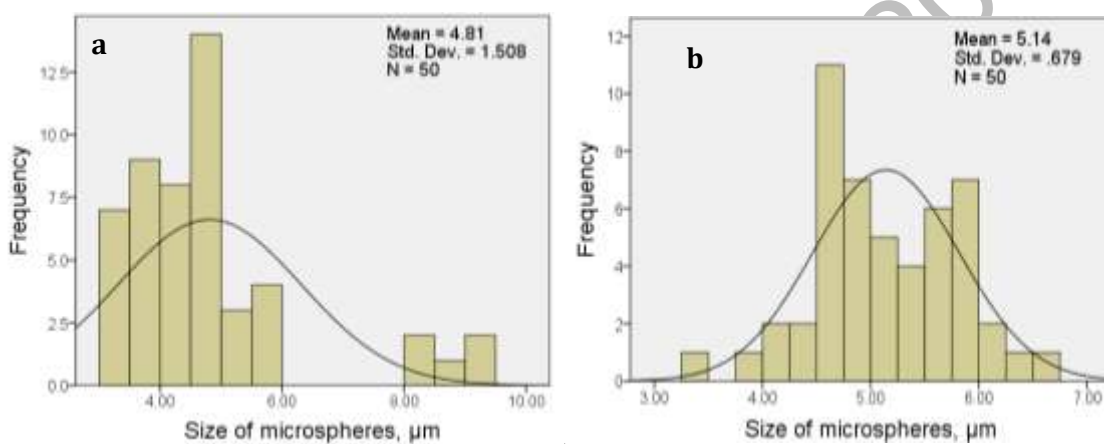 a
Mean = 4.81
Std. Dev. = 1.508
N = 50
12.5
10.0
7.5
5.0
2.5
0.0
Frequency
4.00 6.00 8.00 10.00
Size of microspheres, µm
b
Mean = 5.14
Std. Dev. = .679
N = 50
12
10
8
6
4
2
0
Frequency
3.00 4.00 5.00 6.00 7.00
Size of microspheres, µm